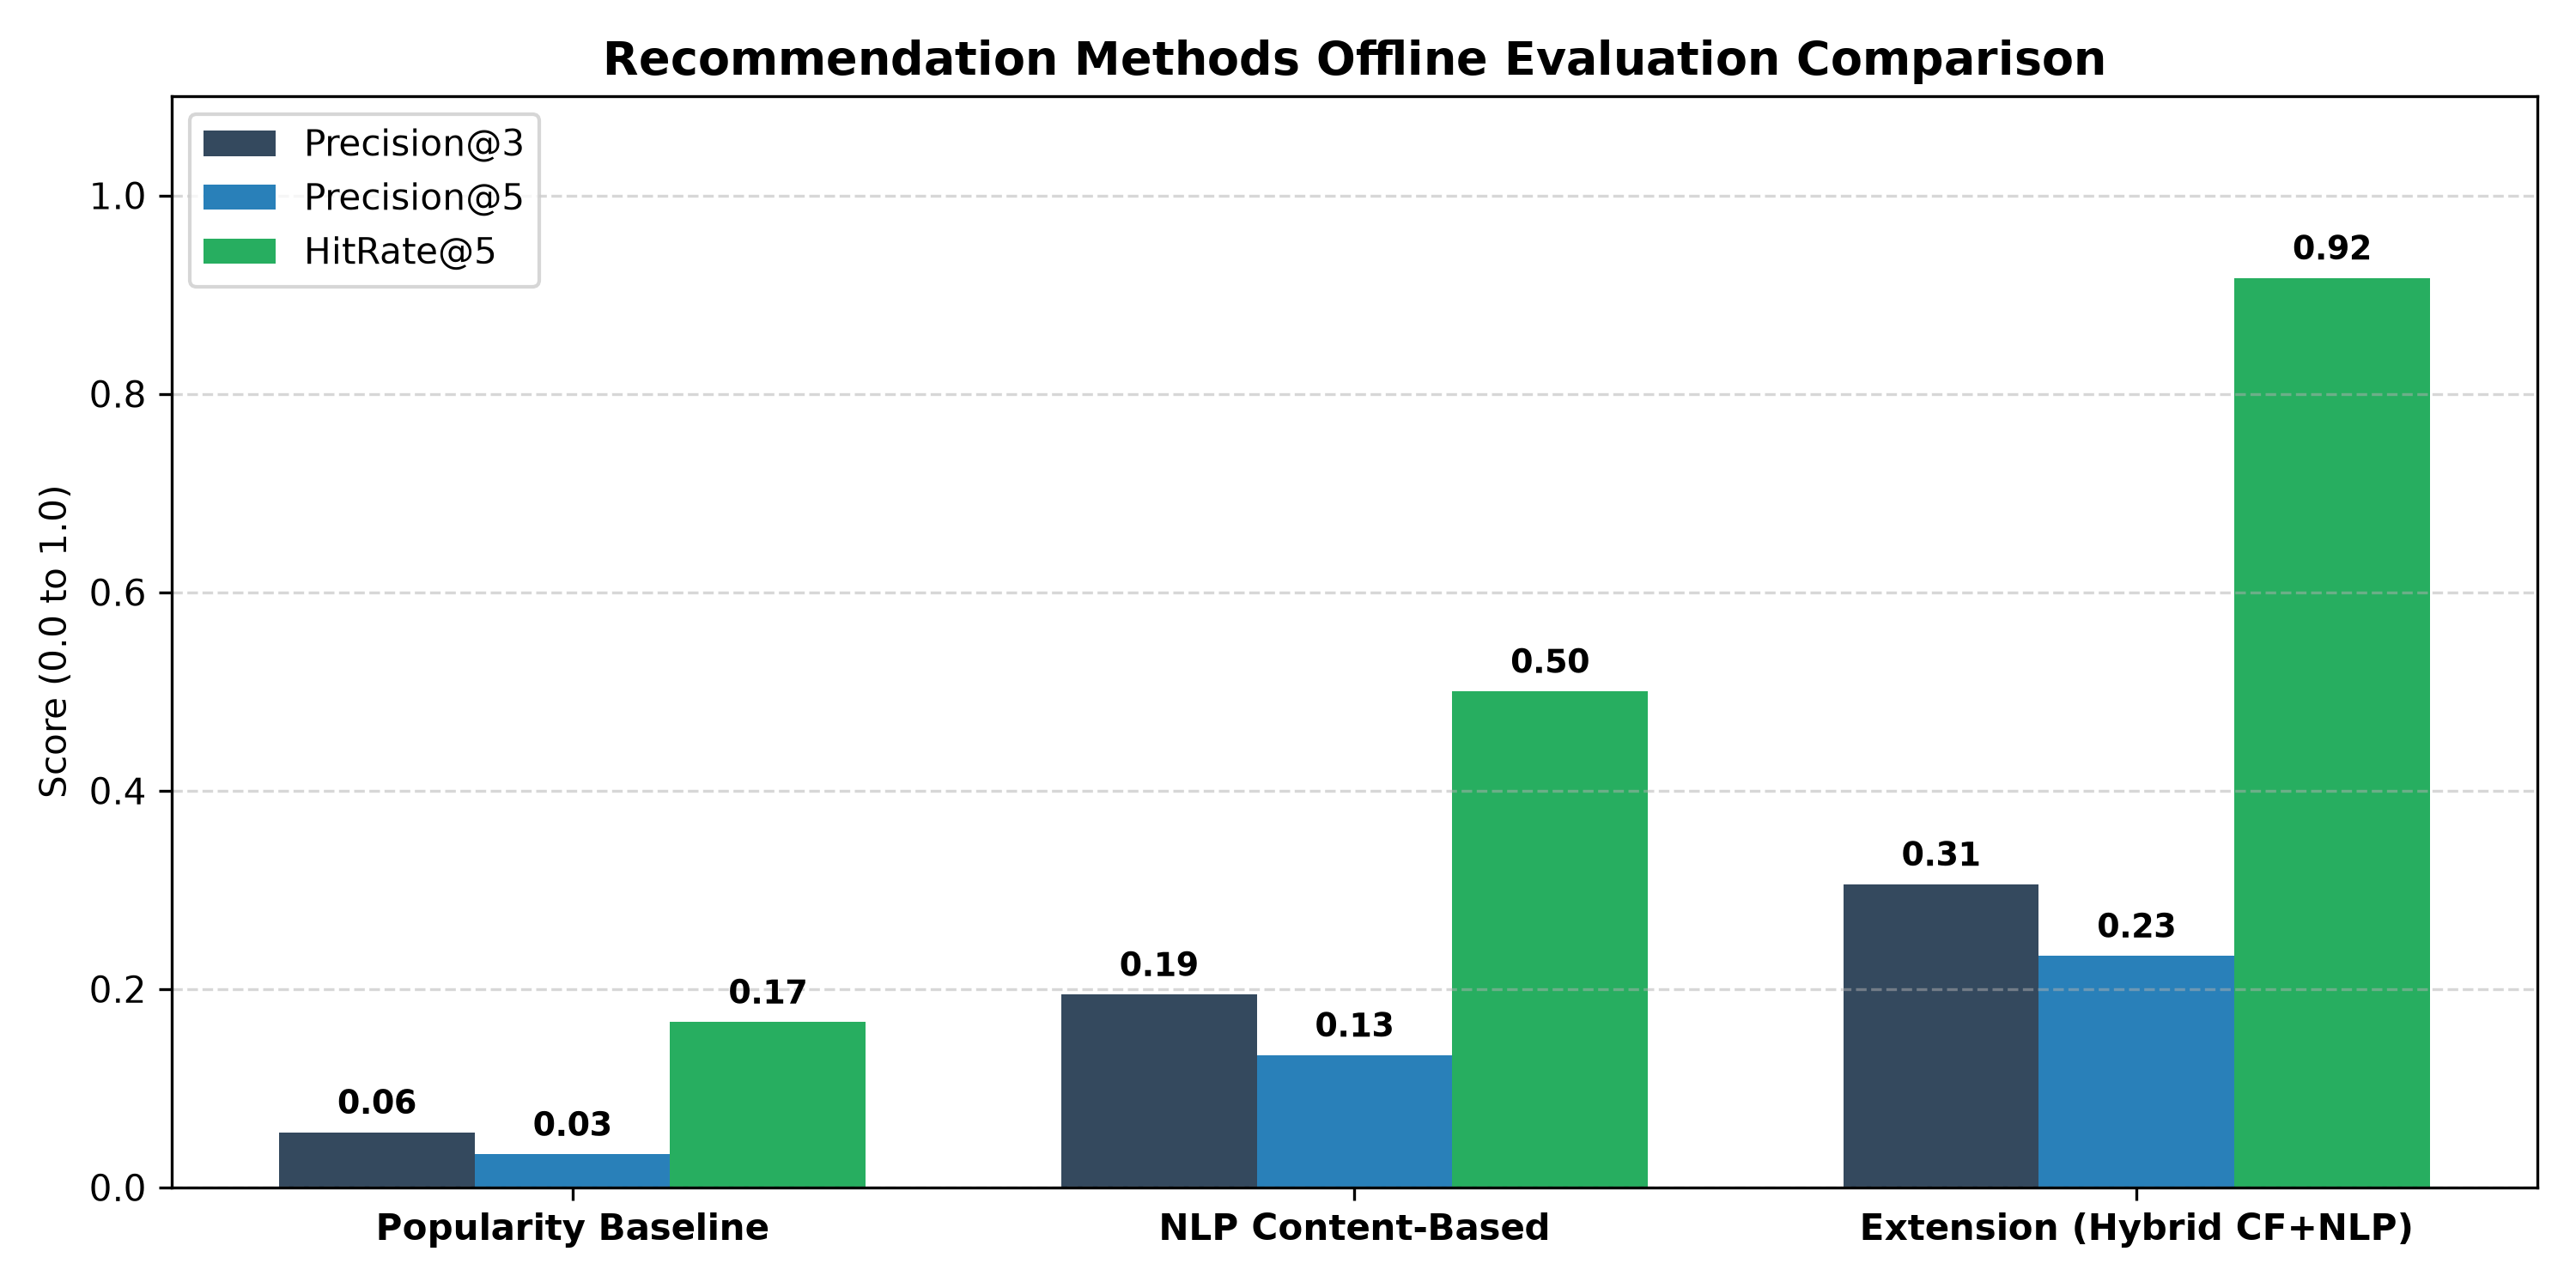 Recommendation Methods Offline Evaluation Comparison
Precision@3
Precision@5
HitRate@5
Score (0.0 to 1.0)
1.0
0.8
0.6
0.4
0.2
0.0
0.06
0.03
0.17
0.19
0.13
0.50
0.31
0.23
0.92
Popularity Baseline
NLP Content-Based
Extension (Hybrid CF+NLP)